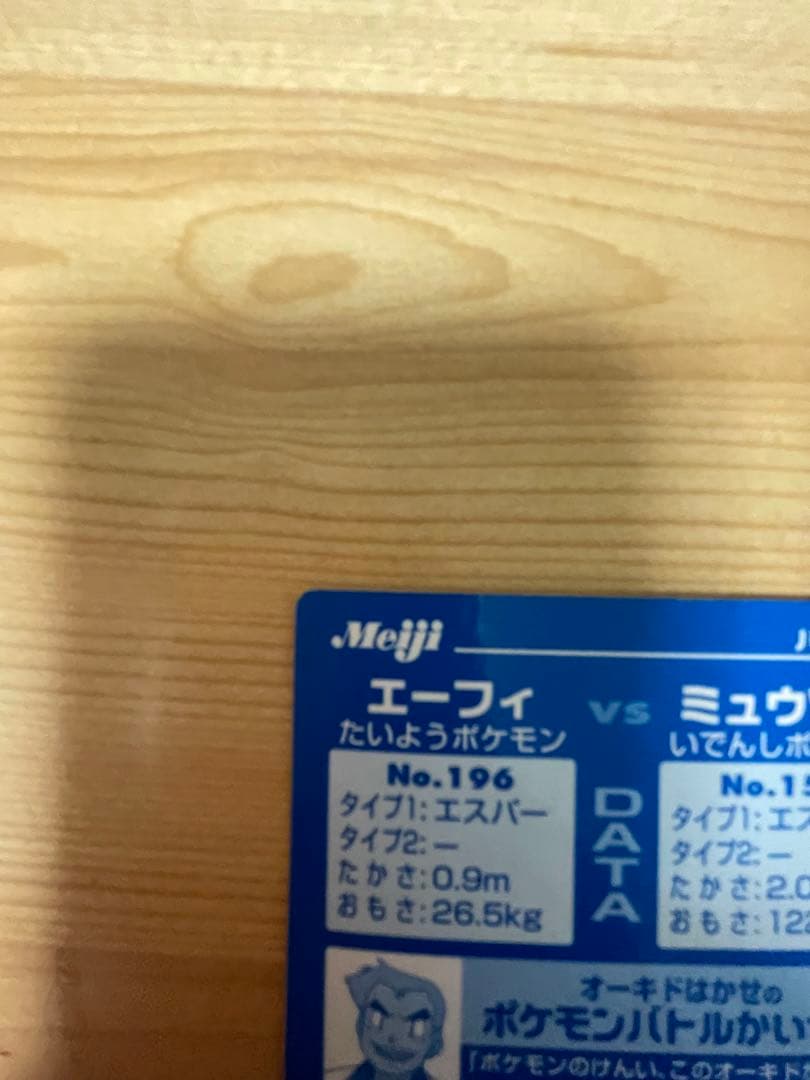 Meiji
エーフィ vs ミュウ
たいようポケモン いでんしポ
No.196 No.15
タイプ1:エスパー タイプ1:エス
タイプ2:ー タイプ2:ー
たかさ:0.9m たかさ:2.0
おもさ:26.5kg おもさ:12
DATA
オーキドはかせの
ポケモンバトルかい
「ポケモンのけんい、このオーキド